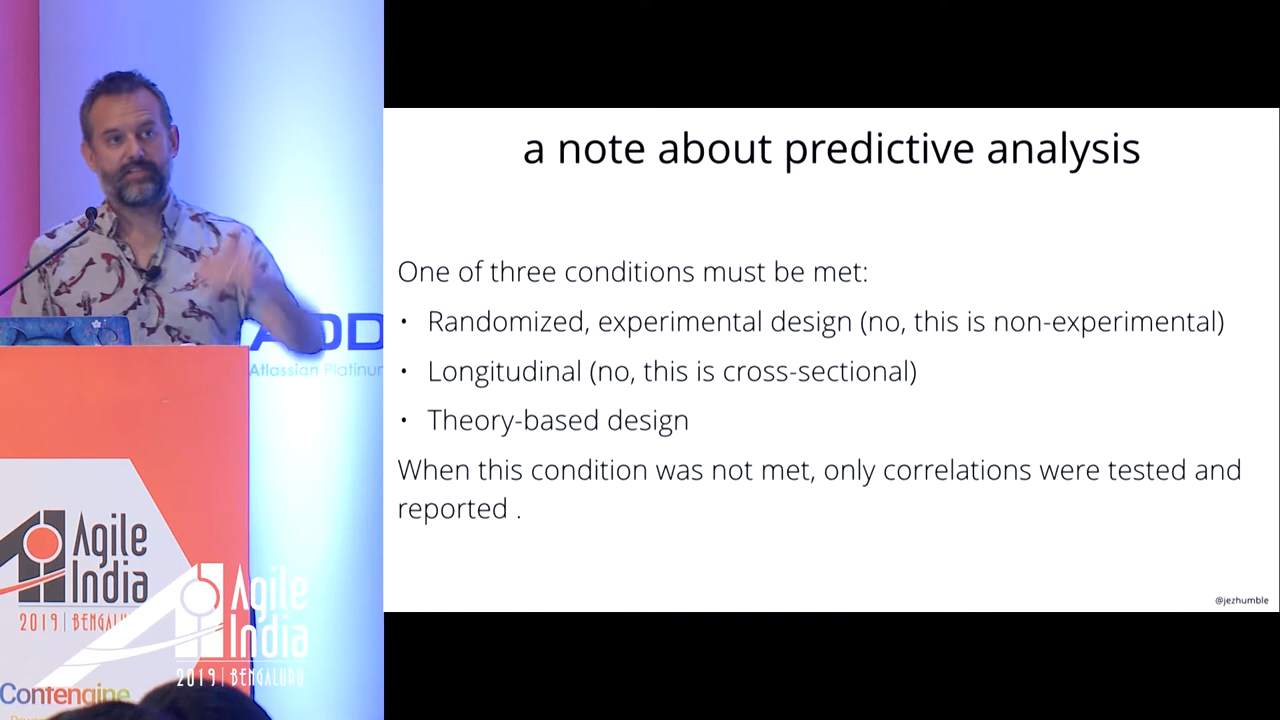 a note about predictive analysis
One of three conditions must be met:
• Randomized, experimental design (no, this is non-experimental)
• Longitudinal (no, this is cross-sectional)
• Theory-based design
When this condition was not met, only correlations were tested and
reported .
@jezhumble
Atlassian Platinum
Agile
India
2019 | BENGALU
Agile
India
2019 | BENGALURU
Contengine